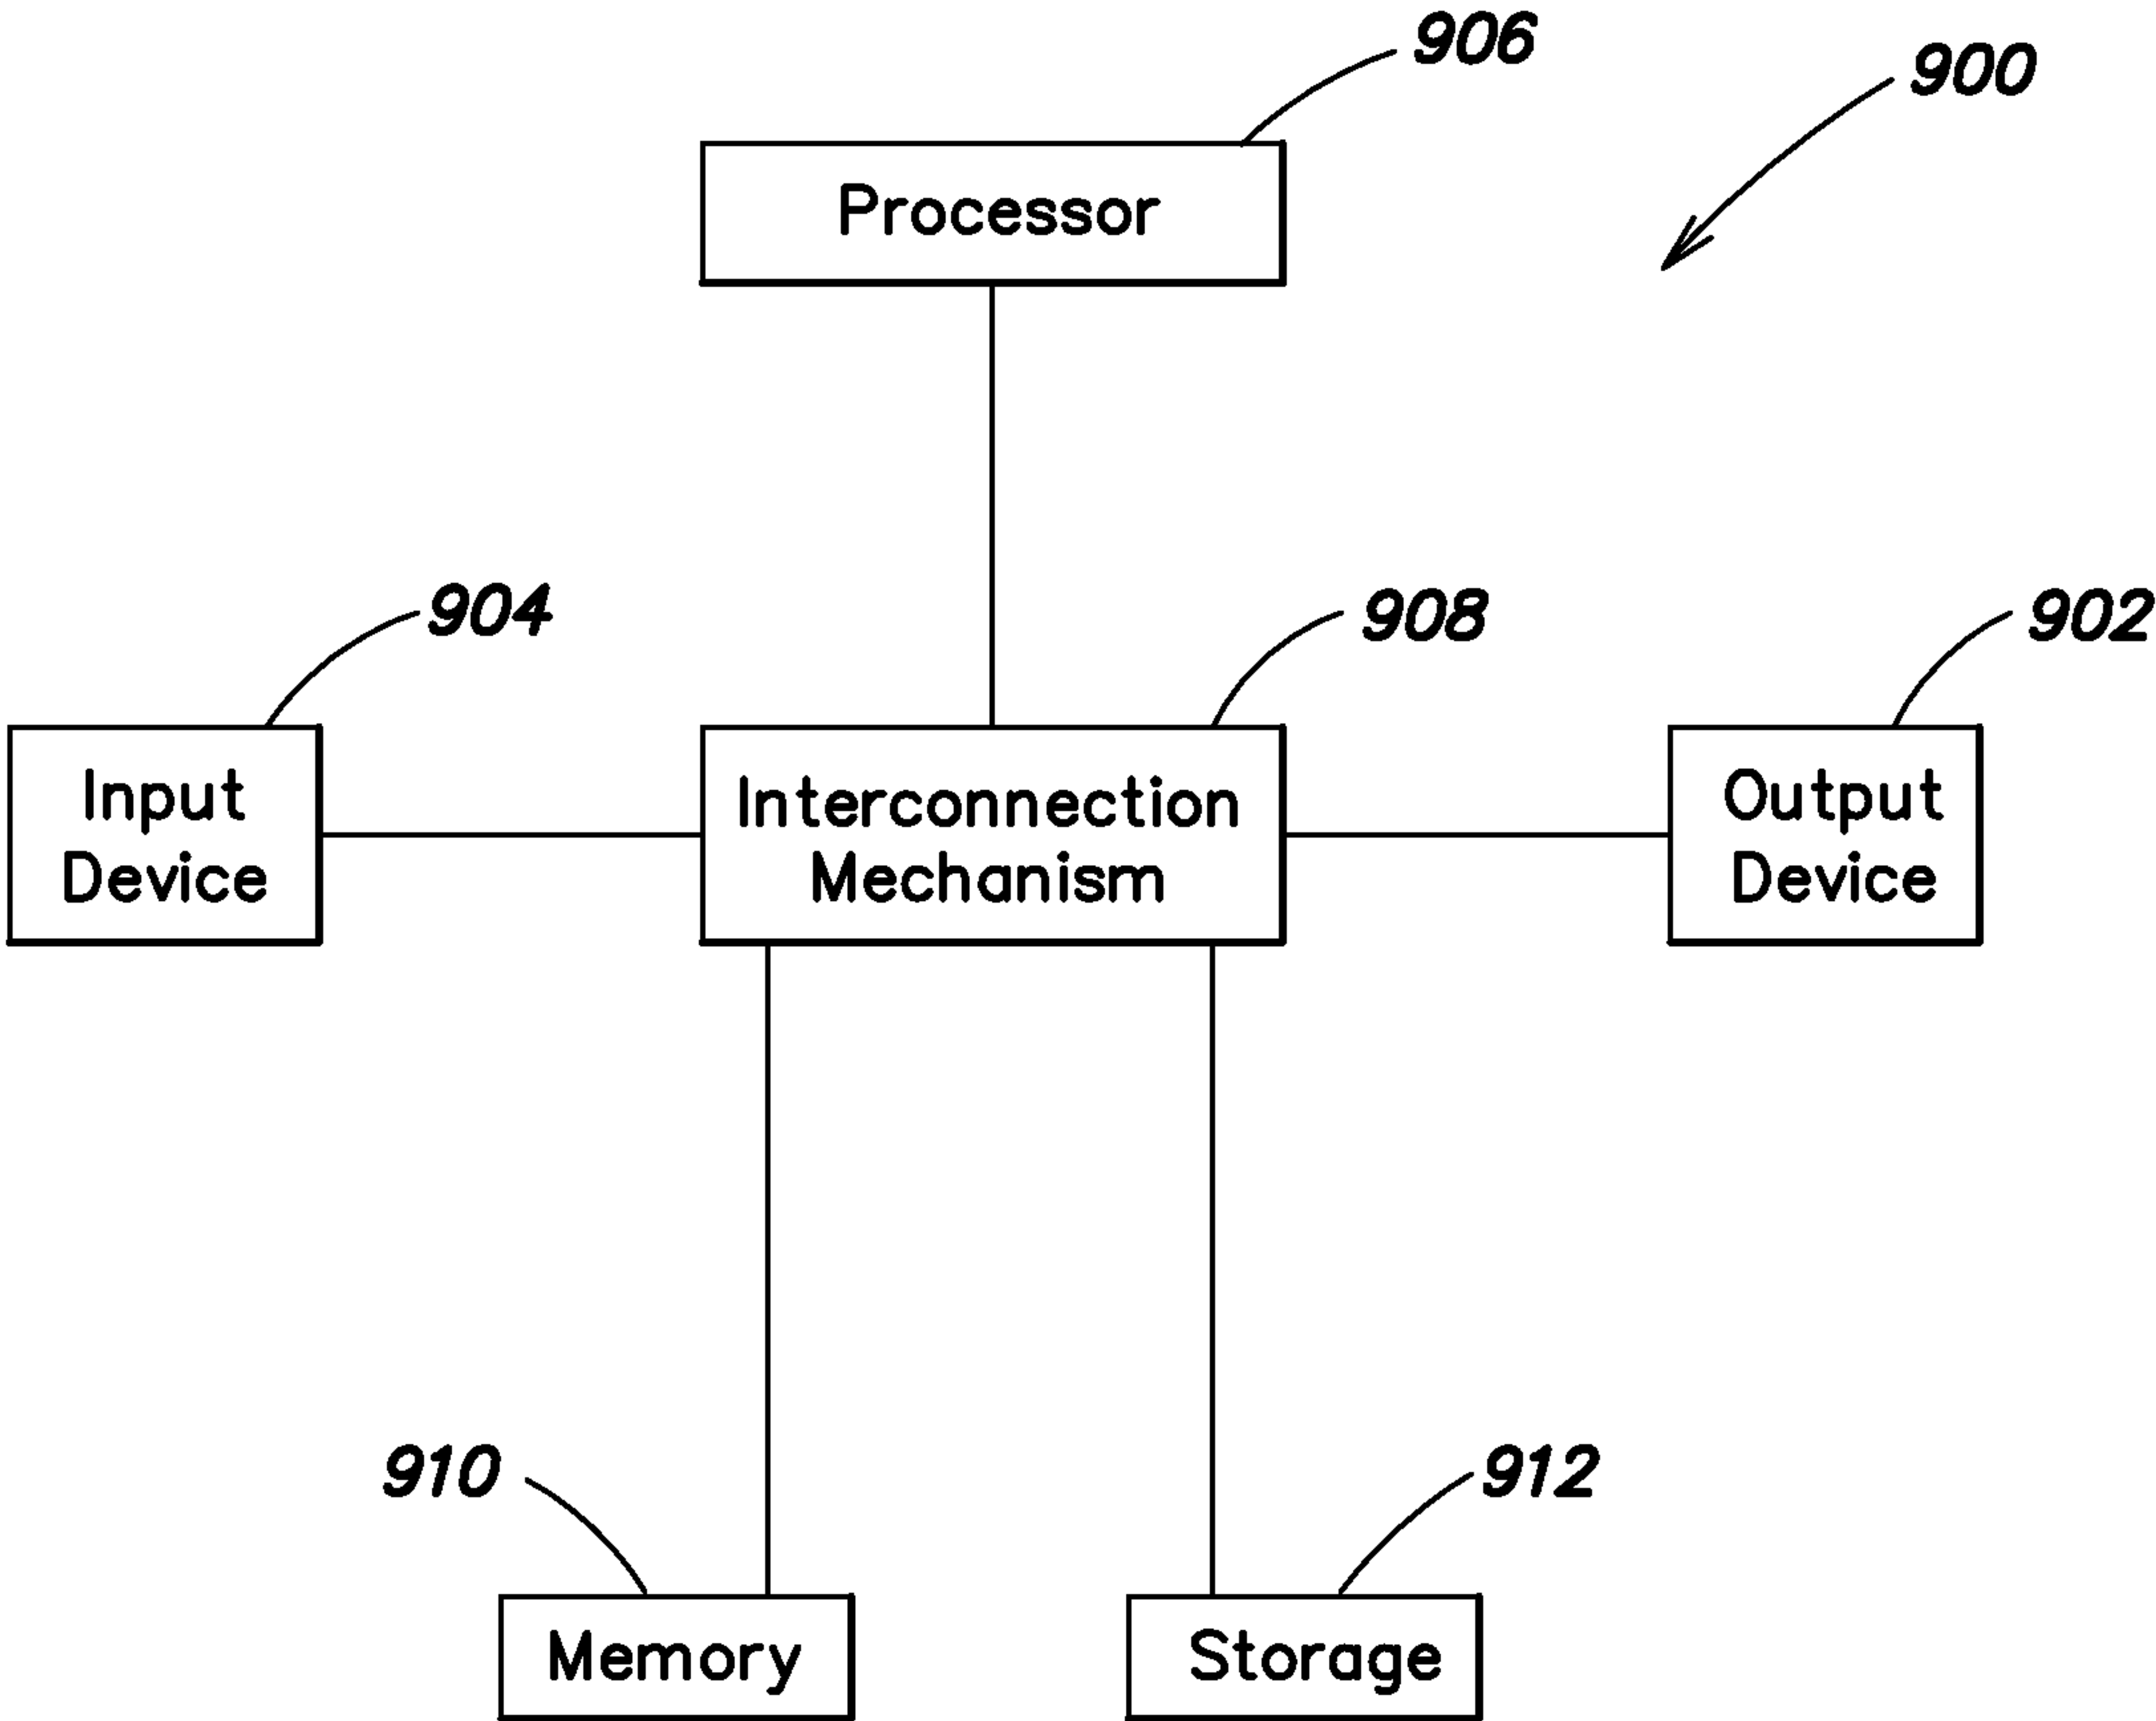 906
900
Processor
904
908
902
Input
Device
Interconnection
Mechanism
Output
Device
910
912
Memory
Storage